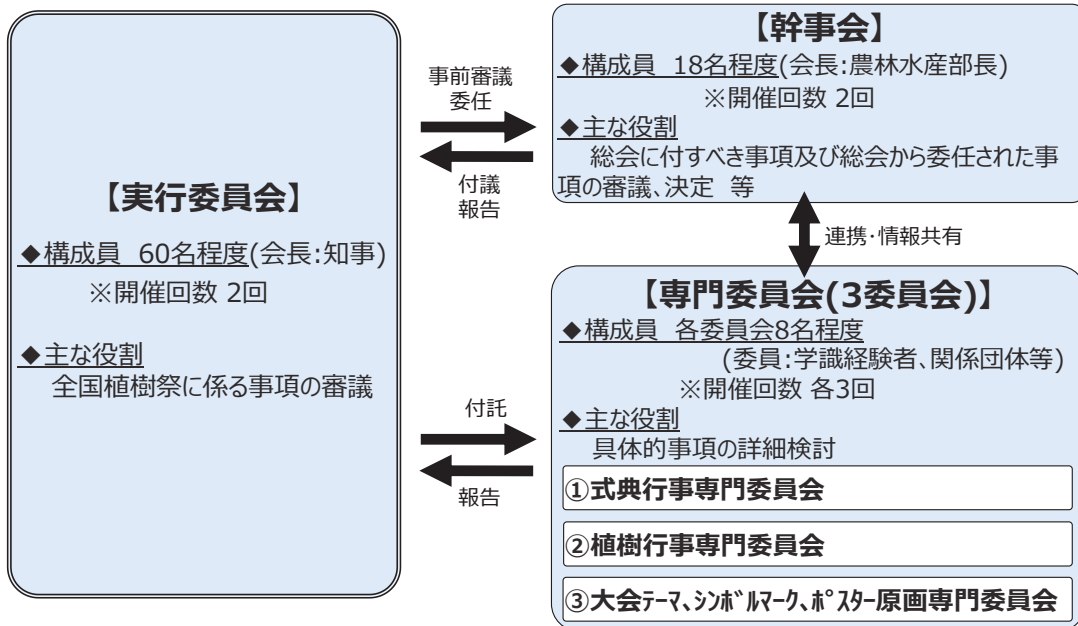 【実行委員会】
◆構成員 60名程度(会長:知事)
※開催回数 2回
◆主な役割
全国植樹祭に係る事項の審議
事前審議
委任
付議
報告
【幹事会】
◆構成員 18名程度(会長:農林水産部長)
※開催回数 2回
◆主な役割
総会に付すべき事項及び総会から委任された事
項の審議、決定 等
連携・情報共有
付託
報告
【専門委員会(3委員会)】
◆構成員 各委員会8名程度
(委員:学識経験者、関係団体等)
※開催回数 各3回
◆主な役割
具体的事項の詳細検討
①式典行事専門委員会
②植樹行事専門委員会
③大会ﾃｰﾏ、ｼﾝﾎﾞﾙﾏｰｸ、ﾎﾟｽﾀｰ原画専門委員会